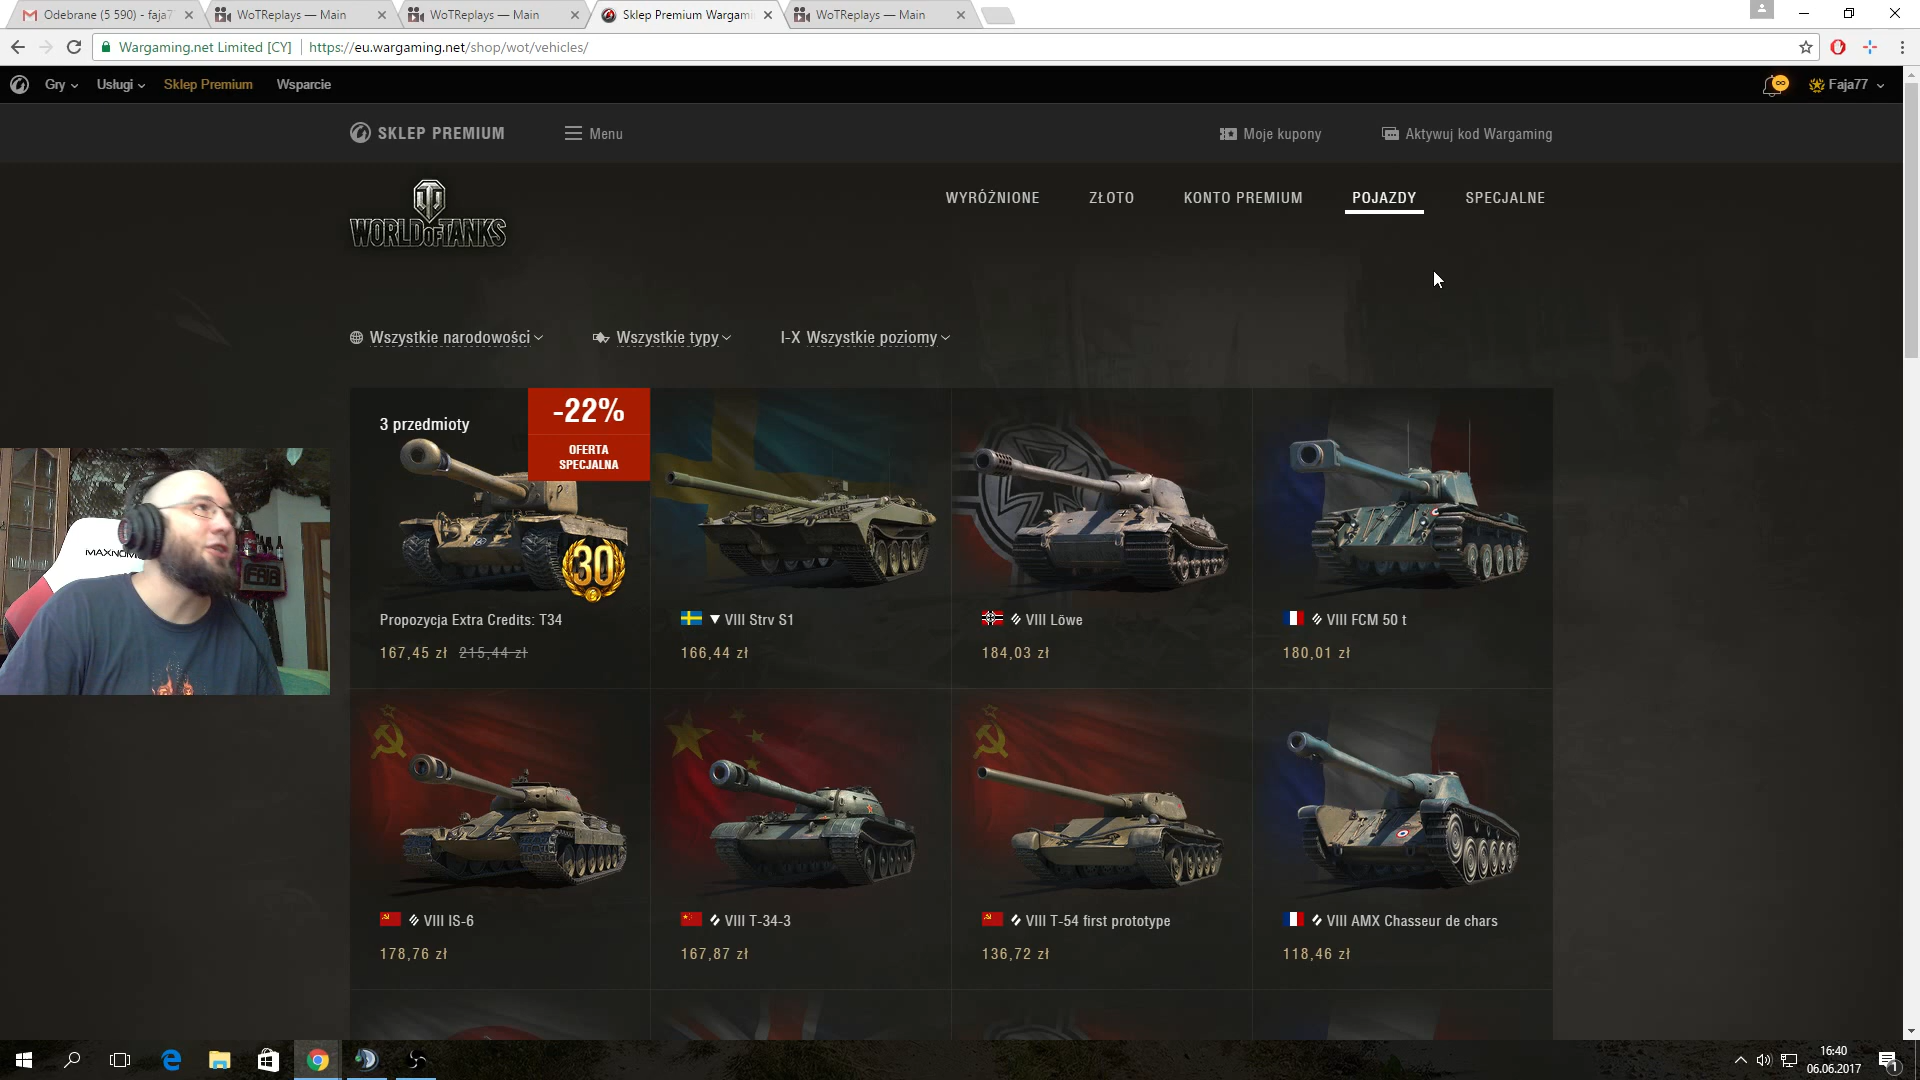 Odebrane (5 590) - faja7
WoTReplays — Main
WoTReplays — Main
Sklep Premium Wargami
WoTReplays — Main
Wargaming.net Limited [CY]
https://eu.wargaming.net/shop/wot/vehicles/
Gry
Usługi
Sklep Premium
Wsparcie
Faja77
SKLEP PREMIUM
Menu
Moje kupony
Aktywuj kod Wargaming
WORLD OF TANKS
WYRÓŻNIONE
ZŁOTO
KONTO PREMIUM
POJAZDY
SPECJALNE
Wszystkie narodowości
Wszystkie typy
I-X Wszystkie poziomy
3 przedmioty
-22%
OFERTA
SPECJALNA
30
Propozycja Extra Credits: T34
167,45 zł 215,44 zł
VIII Strv S1
166,44 zł
VIII Löwe
184,03 zł
VIII FCM 50 t
180,01 zł
VIII IS-6
178,76 zł
VIII T-34-3
167,87 zł
VIII T-54 first prototype
136,72 zł
VIII AMX Chasseur de chars
118,46 zł
MAXNOM
16:40
06.06.2017
1